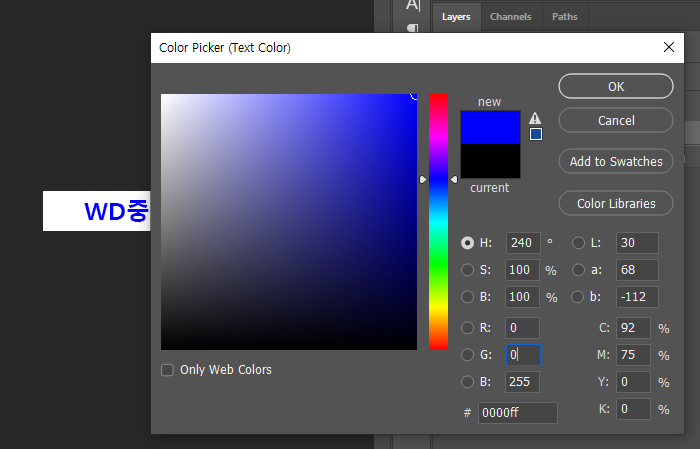 A
Layers Channels Paths
Color Picker (Text Color)
new
current
OK
Cancel
Add to Swatches
Color Libraries
WD중
H: 240 °
S: 100 %
B: 100 %
R: 0
G: 0
B: 255
# 0000ff
L: 30
a: 68
b: -112
C: 92 %
M: 75 %
Y: 0 %
K: 0 %
Only Web Colors